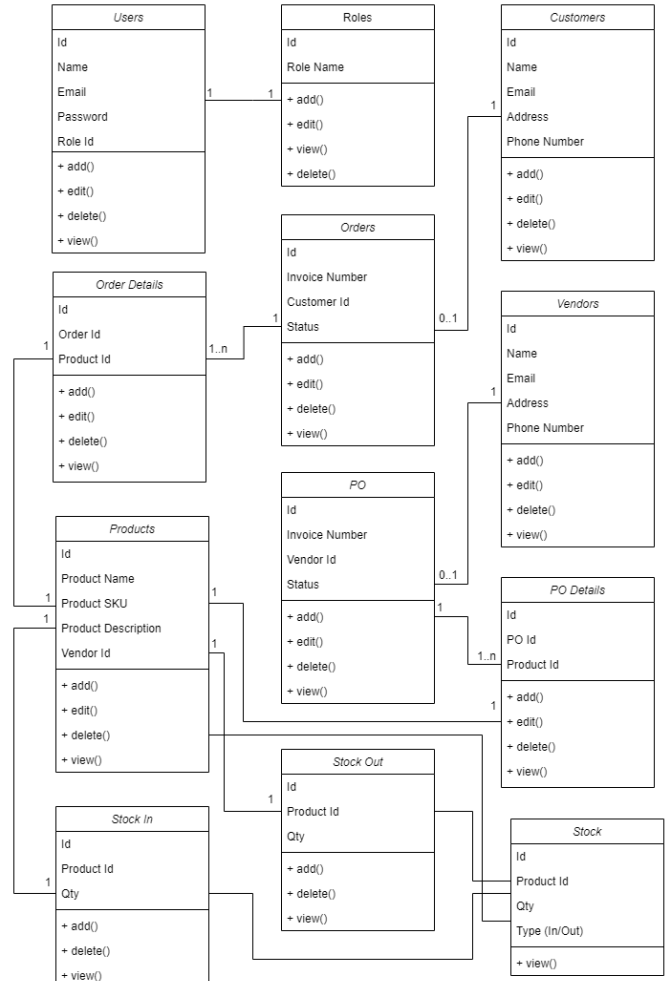 Users
Id
Name
Email
Password
Role Id
+ add()
+ edit()
+ delete()
+ view()
1
1
Roles
Id
Role Name
+ add()
+ edit()
+ view()
+ delete()
Customers
Id
Name
Email
Address
Phone Number
+ add()
+ edit()
+ delete()
+ view()
1
0..1
Orders
Id
Invoice Number
Customer Id
Status
+ add()
+ edit()
+ delete()
+ view()
1
1..n
Order Details
Id
Order Id
Product Id
+ add()
+ edit()
+ delete()
+ view()
1
1
Vendors
Id
Name
Email
Address
Phone Number
+ add()
+ edit()
+ delete()
+ view()
1
0..1
PO
Id
Invoice Number
Vendor Id
Status
+ add()
+ edit()
+ delete()
+ view()
1
1..n
Products
Id
Product Name
Product SKU
Product Description
Vendor Id
+ add()
+ edit()
+ delete()
+ view()
1
1
1
PO Details
Id
PO Id
Product Id
+ add()
+ edit()
+ delete()
+ view()
1
Stock Out
Id
Product Id
Qty
+ add()
+ delete()
+ view()
1
Stock In
Id
Product Id
Qty
+ add()
+ delete()
+ view()
1
Stock
Id
Product Id
Qty
Type (In/Out)
+ view()